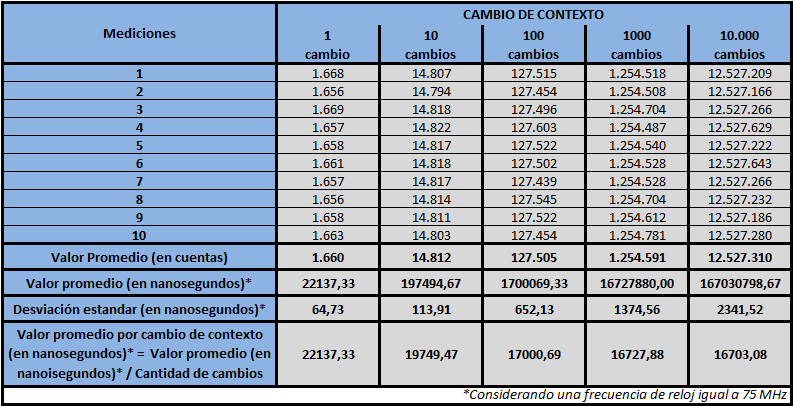 Mediciones
CAMBIO DE CONTEXTO
1 cambio
10 cambios
100 cambios
1000 cambios
10.000 cambios
1 1.668 14.807 127.515 1.254.518 12.527.209
2 1.656 14.794 127.454 1.254.508 12.527.166
3 1.669 14.818 127.496 1.254.704 12.527.266
4 1.657 14.822 127.603 1.254.487 12.527.629
5 1.658 14.817 127.522 1.254.540 12.527.222
6 1.661 14.818 127.502 1.254.528 12.527.643
7 1.657 14.817 127.439 1.254.528 12.527.266
8 1.656 14.814 127.545 1.254.704 12.527.232
9 1.658 14.811 127.522 1.254.612 12.527.186
10 1.663 14.803 127.454 1.254.781 12.527.280
Valor Promedio (en cuentas) 1.660 14.812 127.505 1.254.591 12.527.310
Valor promedio (en nanosegundos)* 22137,33 197494,67 1700069,33 16727880,00 167030798,67
Desviación estandar (en nanosegundos)* 64,73 113,91 652,13 1374,56 2341,52
Valor promedio por cambio de contexto
(en nanosegundos)* = Valor promedio (en
nanoisegundos)* / Cantidad de cambios
22137,33 19749,47 17000,69 16727,88 16703,08
*Considerando una frecuencia de reloj igual a 75 MHz